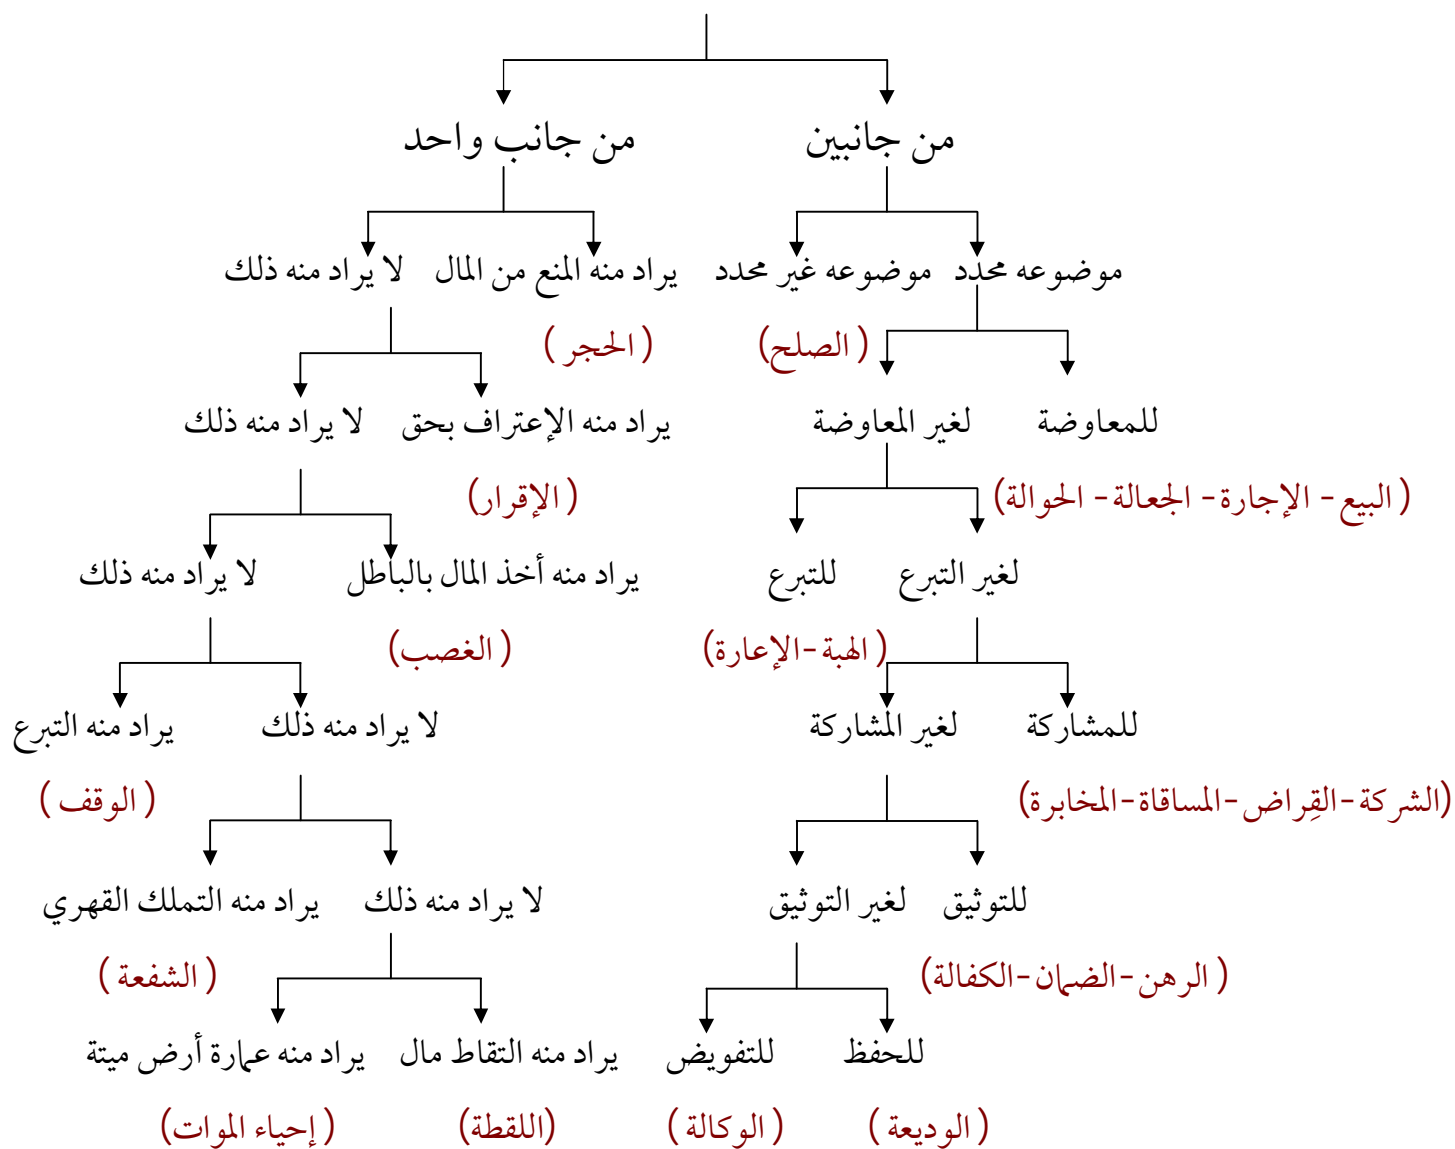 من جانبين من جانب واحد
موضوعه محدد موضوعه غير محدد يراد منه المنع من المال لا يراد منه ذلك
( الصلح) ( الحجر )
للمعاوضة لغير المعاوضة يراد منه الإعتراف بحق لا يراد منه ذلك
( البيع - الإجارة - الجعالة - الحوالة) ( الإقرار)
لغير التبرع للتبرع يراد منه أخذ المال بالباطل لا يراد منه ذلك
( الهبة -الإعارة) ( الغصب)
للمشاركة لغير المشاركة لا يراد منه ذلك يراد منه التبرع
(الشركة -القِراض -المساقاة -المخابرة) ( الوقف )
للتوثيق لغير التوثيق لا يراد منه ذلك يراد منه التملك القهري
( الرهن -الضمان -الكفالة) ( الشفعة )
للحفظ للتفويض يراد منه التقاط مال يراد منه عمارة أرض ميتة
( الوديعة ) ( الوكالة ) (اللقطة) ( إحياء الموات)